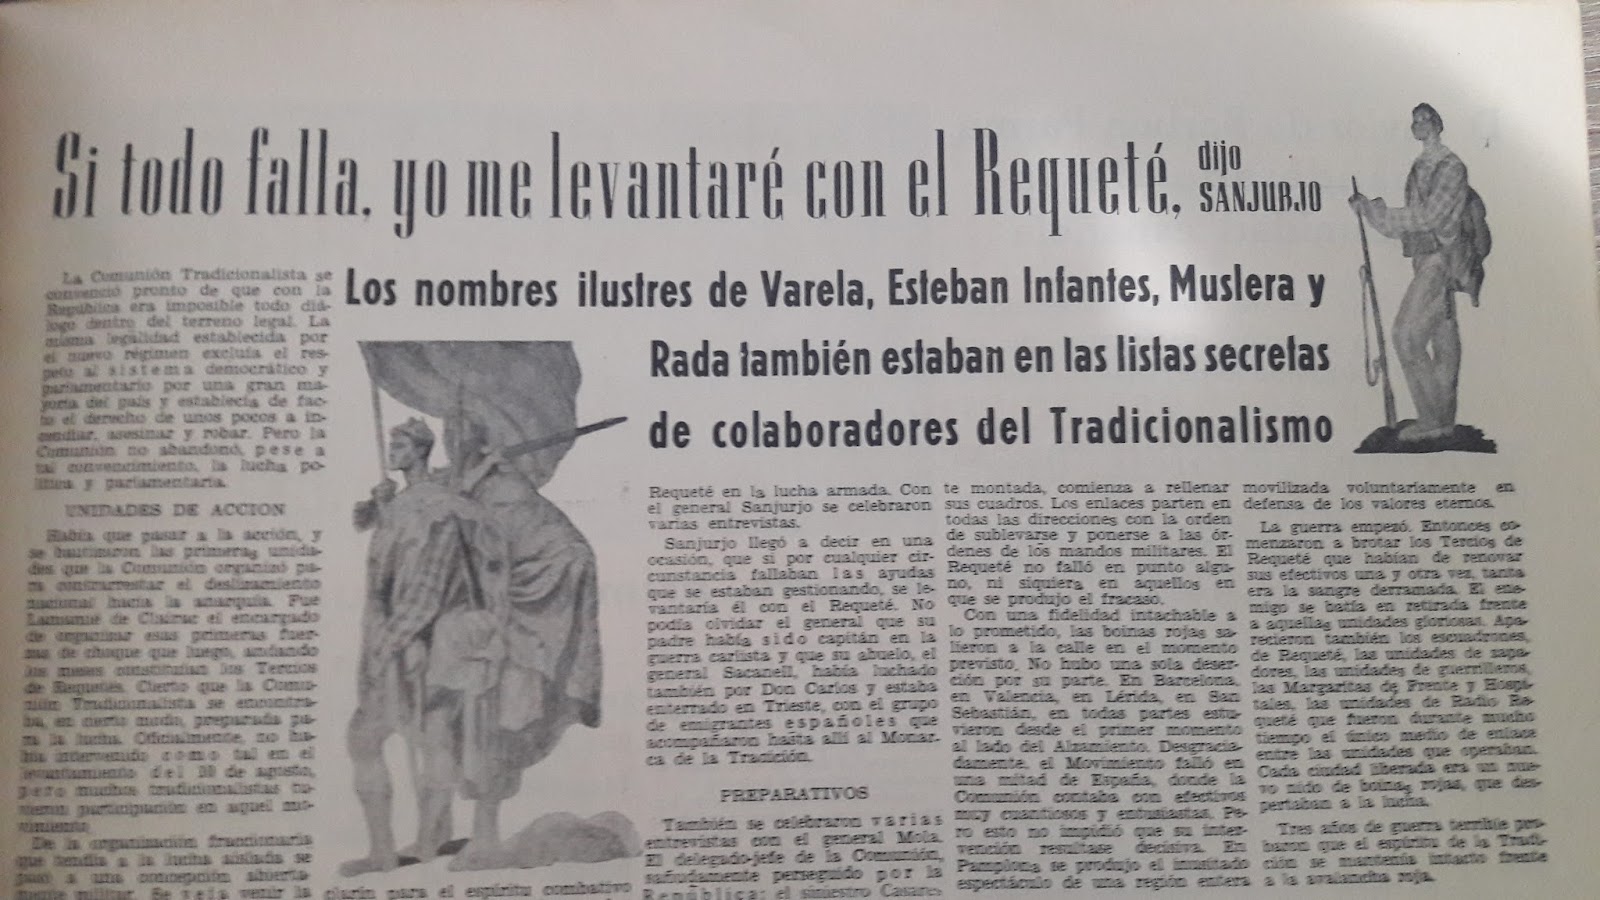 Si todo falla, yo me levantaré con el Requeté, dijo SANJURJO
Los nombres ilustres de Varela, Esteban Infantes, Muslera y
Rada también estaban en las listas secretas
de colaboradores del Tradicionalismo
La Comunión Tradicionalista se
convenció pronto de que con la
República era imposible todo diá-
logo dentro del terreno legal. La
misma legalidad establecida por
el nuevo régimen excluía el res-
peto al sistema democrático y
parlamentario por una gran ma-
yoría del país y establecía de fac-
to el derecho de unos pocos a in-
cendiar, asesinar y robar. Pero la
Comunión no abandonó, pese a
tal convencimiento, la lucha po-
lítica y parlamentaria.
UNIDADES DE ACCION
Había que pasar a la acción, y
se bautizaron las primeras unida-
des que la Comunión organizó pa-
ra contrarrestar el deslizamiento
nacional hacia la anarquía. Fue
Lamamié de Clairac el encargado
de organizar esas primeras fuer-
zas de choque que luego, andando
los meses constituían los Tercios
de Requetés. Cierto que la Comu-
nión Tradicionalista se encontra-
ba, en cierto modo, preparada pa-
ra la lucha. Oficialmente, no ha-
bía intervenido como tal en el
levantamiento del 10 de agosto,
pero muchos tradicionalistas tu-
vieron participación en aquel mo-
vimiento.
De la organización fraccionaria
que tendía a la lucha aislada se
pasó a una concepción abierta-
mente militar. Se veía venir la
clarín para el espíritu combativo
Requeté en la lucha armada. Con
el general Sanjurjo se celebraron
varias entrevistas.
Sanjurjo llegó a decir en una
ocasión, que si por cualquier cir-
cunstancia fallaban las ayudas
que se estaban gestionando, se le-
vantaría él con el Requeté. No
podía olvidar el general que su
padre había sido capitán en la
guerra carlista y que su abuelo, el
general Sacanell, había luchado
también por Don Carlos y estaba
enterrado en Trieste, con el grupo
de emigrantes españoles que
acompañaron hasta allí al Monar-
ca de la Tradición.
PREPARATIVOS
También se celebraron varias
entrevistas con el general Mola.
El delegado-jefe de la Comunión,
sañudamente perseguido por la
República; el siniestro Casares
te montada, comienza a rellenar
sus cuadros. Los enlaces parten en
todas las direcciones con la orden
de sublevarse y ponerse a las ór-
denes de los mandos militares. El
Requeté no falló en punto algu-
no, ni siquiera en aquellos en
que se produjo el fracaso.
Con una fidelidad intachable a
lo prometido, las boinas rojas sa-
lieron a la calle en el momento
previsto. No hubo una sola deser-
ción por su parte. En Barcelona,
en Valencia, en Lérida, en San
Sebastián, en todas partes estu-
vieron desde el primer momento
al lado del Alzamiento. Desgracia-
damente, el Movimiento falló en
una mitad de España, donde la
Comunión contaba con efectivos
muy cuantiosos y entusiastas. Pe-
ro esto no impidió que su inter-
vención resultase decisiva. En
Pamplona se produjo el inusitado
espectáculo de una región entera
movilizada voluntariamente en
defensa de los valores eternos.
La guerra empezó. Entonces co-
menzaron a brotar los Tercios de
Requeté que habían de renovar
sus efectivos una y otra vez, tanta
era la sangre derramada. El ene-
migo se batía en retirada frente
a aquellas unidades gloriosas. Apa-
recieron también los escuadrones
de Requeté, las unidades de zapa-
dores, las unidades de guerrilleros,
las Margaritas de Frente y Hospi-
tales, las unidades de Radio Re-
queté que fueron durante mucho
tiempo el único medio de enlace
entre las unidades que operaban.
Cada ciudad liberada era un nue-
vo nido de boinas rojas, que des-
pertaban a la lucha.
Tres años de guerra terrible pro-
baron que el espíritu de la Tradi-
ción se mantenía intacto frente
a la avalancha roja.